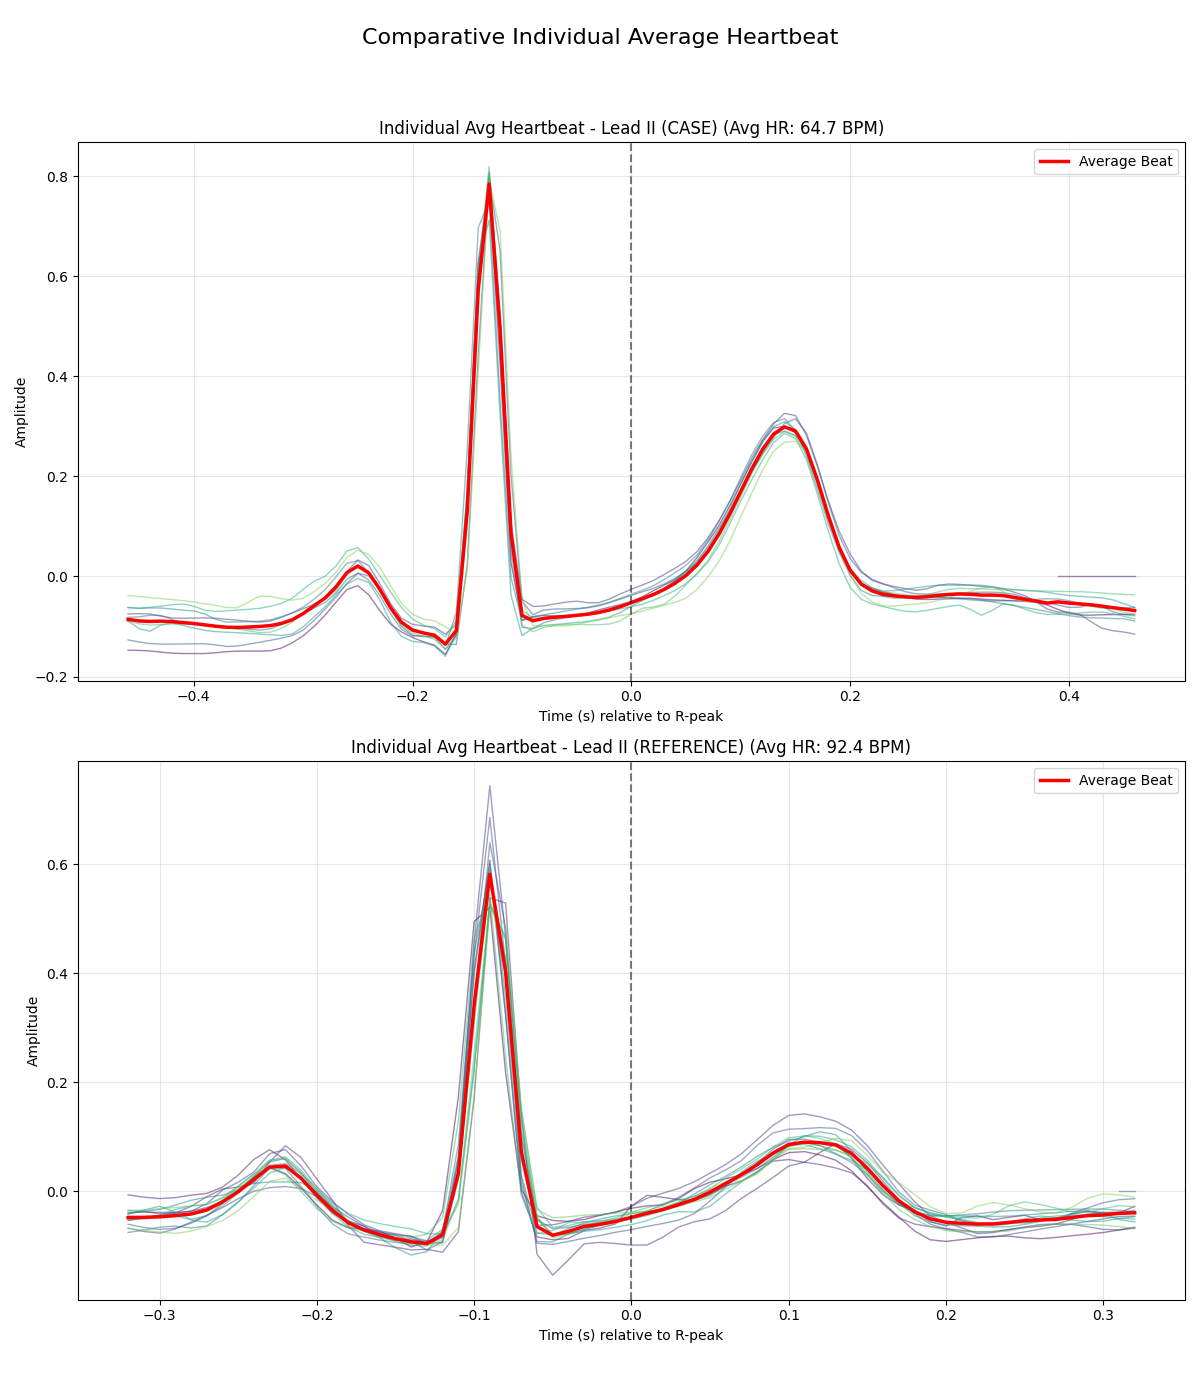 Comparative Individual Average Heartbeat
Individual Avg Heartbeat - Lead II (CASE) (Avg HR: 64.7 BPM)
Average Beat
0.8
0.6
0.4
0.2
0.0
−0.2
Amplitude
−0.4
−0.2
0.0
0.2
0.4
Time (s) relative to R-peak
Individual Avg Heartbeat - Lead II (REFERENCE) (Avg HR: 92.4 BPM)
Average Beat
0.6
0.4
0.2
0.0
Amplitude
−0.3
−0.2
−0.1
0.0
0.1
0.2
0.3
Time (s) relative to R-peak